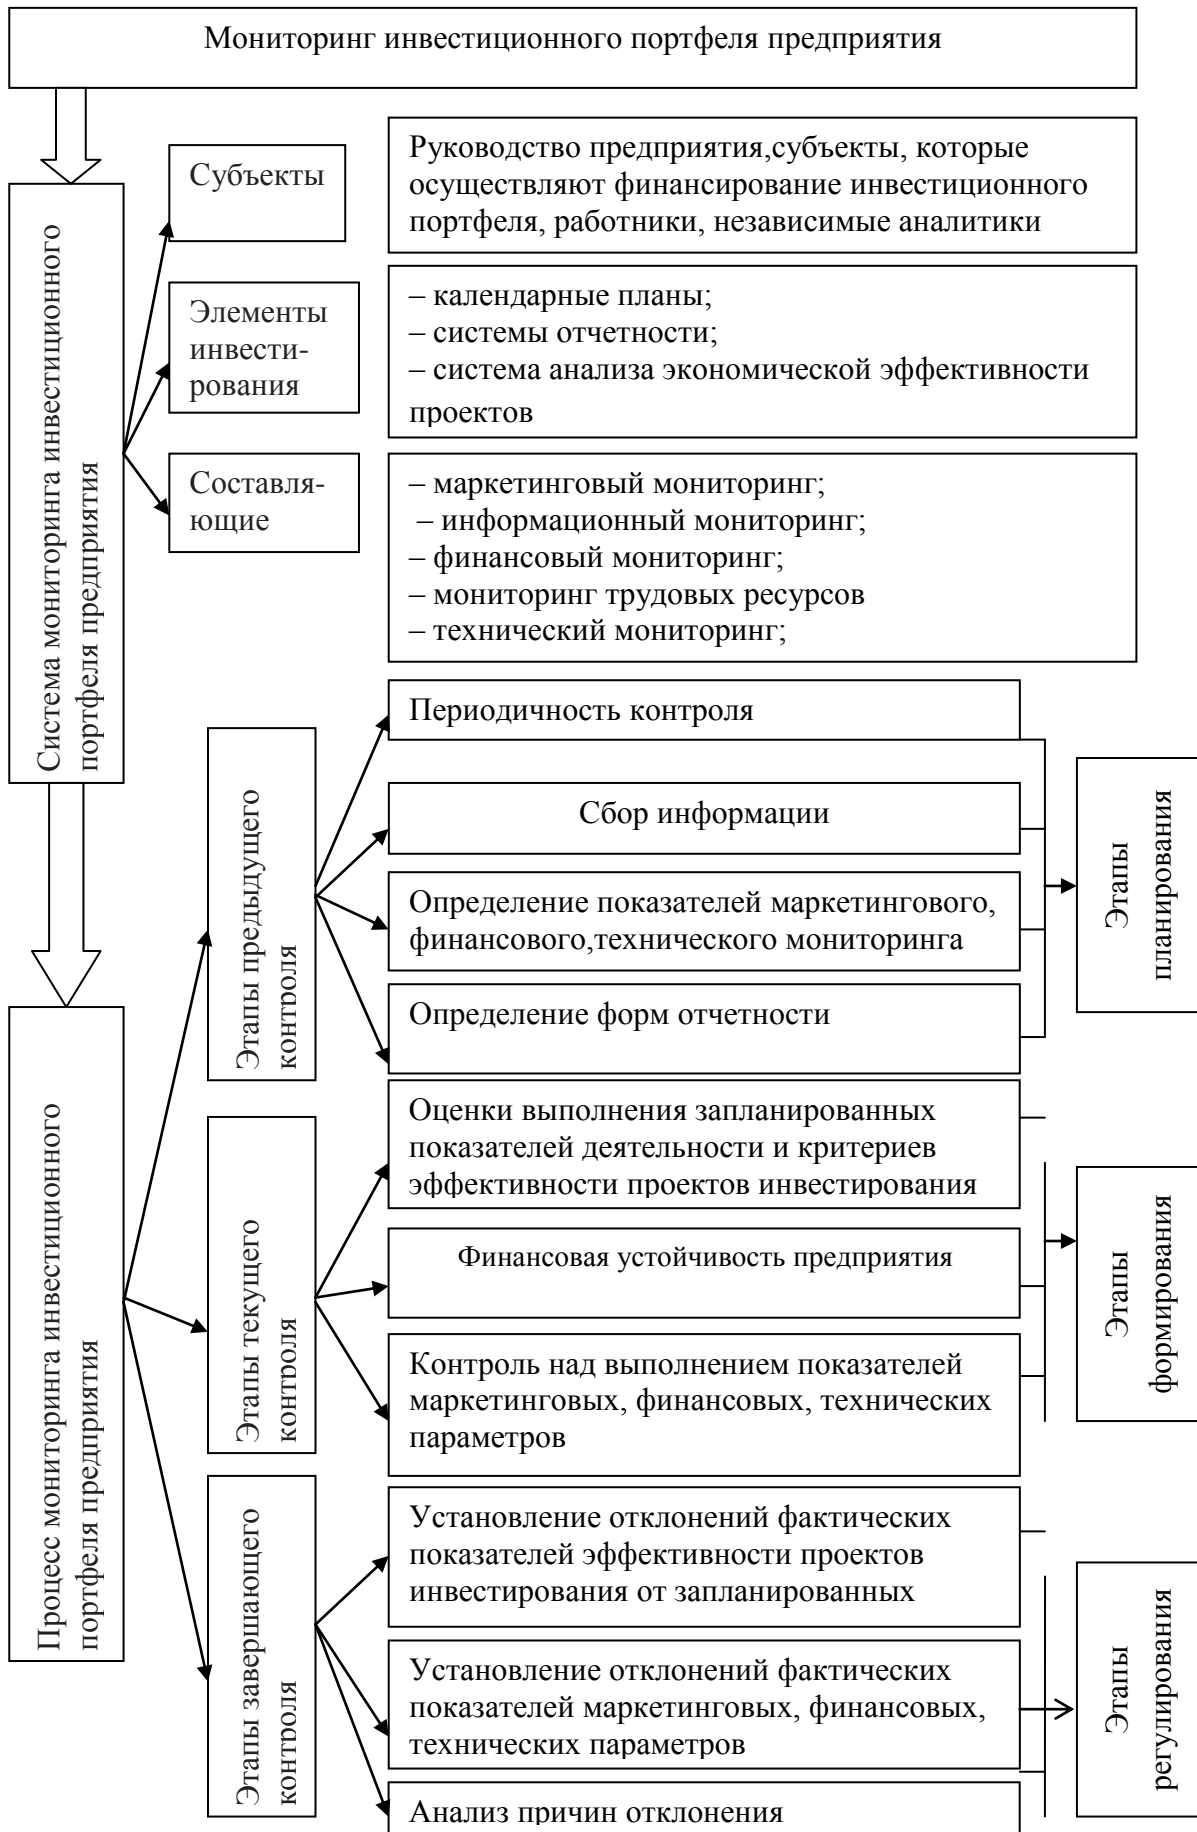 Мониторинг инвестиционного портфеля предприятия
Система мониторинга инвестиционного
портфеля предприятия
Субъекты
Руководство предприятия,субъекты, которые
осуществляют финансирование инвестиционного
портфеля, работники, независимые аналитики
Элементы
инвести-
рования
– календарные планы;
– системы отчетности;
– система анализа экономической эффективности
проектов
Составля-
ющие
– маркетинговый мониторинг;
– информационный мониторинг;
– финансовый мониторинг;
– мониторинг трудовых ресурсов
– технический мониторинг;
Процесс мониторинга инвестиционного
портфеля предприятия
Этапы предыдущего
контроля
Периодичность контроля
Сбор информации
Определение показателей маркетингового,
финансового,технического мониторинга
Определение форм отчетности
Этапы
планирования
Этапы текущего
контроля
Оценки выполнения запланированных
показателей деятельности и критериев
эффективности проектов инвестирования
Финансовая устойчивость предприятия
Контроль над выполнением показателей
маркетинговых, финансовых, технических
параметров
Этапы
формирования
Этапы завершающего
контроля
Установление отклонений фактических
показателей эффективности проектов
инвестирования от запланированных
Установление отклонений фактических
показателей маркетинговых, финансовых,
технических параметров
Анализ причин отклонения
Этапы
регулирования